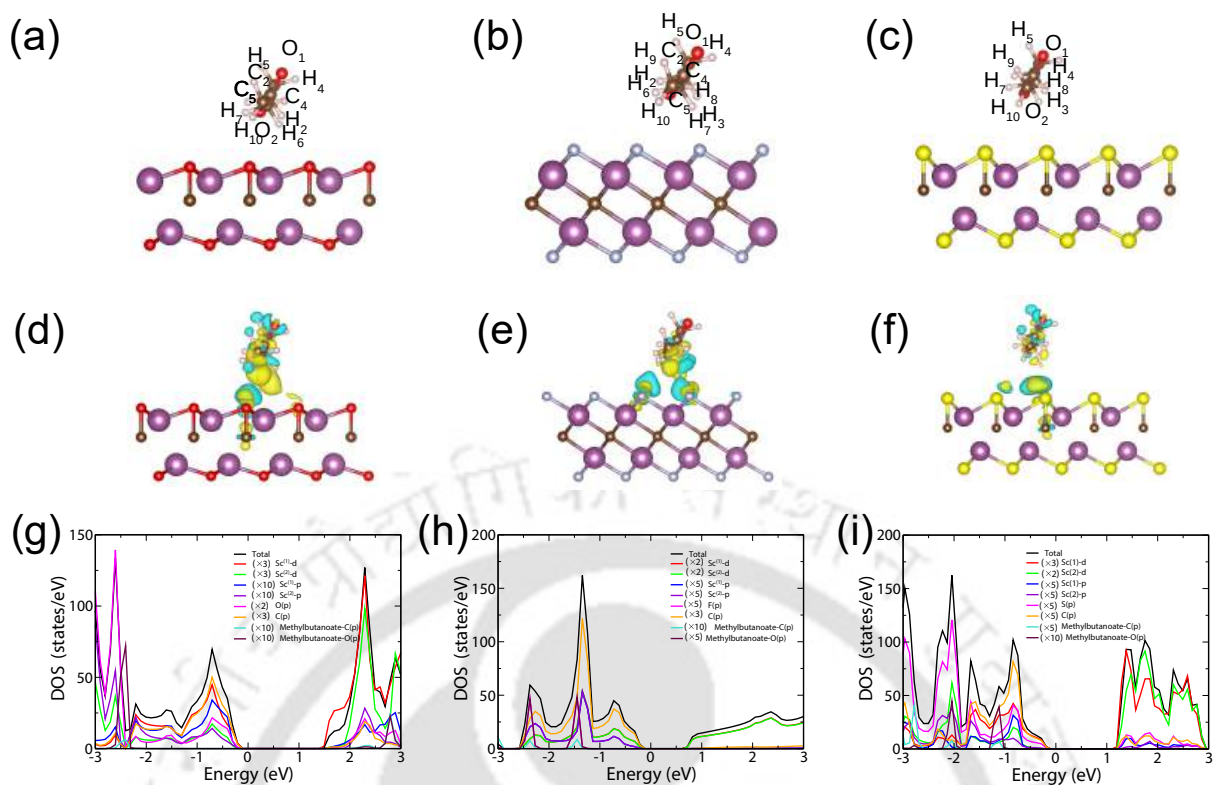 (a)
H5 O1
C2 H4
C5 C4
H7 H2
H10 O2 H6
(b)
H5 O1 H4
H9 C2
H2 C4
H6 H8
H10 C5 H3
H7
(c)
H5 O1
H9 H4
H7 H8
H10 H3
O2
(d)
(e)
(f)
(g)
DOS (states/eV)
150
100
50
0
Total
(×3) Sc(1)-d
(×3) Sc(2)-d
(×10) Sc(1)-p
(×10) Sc(2)-p
(×2) O(p)
(×3) C(p)
(×10) Methylbutanoate-C(p)
(×10) Methylbutanoate-O(p)
-3 -2 -1 0 1 2 3
Energy (eV)
(h)
DOS (states/eV)
200
150
100
50
0
Total
(×2) Sc(1)-d
(×2) Sc(2)-d
(×5) Sc(1)-p
(×5) Sc(2)-p
(×5) F(p)
(×3) C(p)
(×10) Methylbutanoate-C(p)
(×5) Methylbutanoate-O(p)
-3 -2 -1 0 1 2 3
Energy (eV)
(i)
DOS (states/eV)
200
150
100
50
0
Total
(×3) Sc(1)-d
(×2) Sc(2)-d
(×5) Sc(1)-p
(×5) Sc(2)-p
(×5) S(p)
(×5) C(p)
(×5) Methylbutanoate-C(p)
(×10) Methylbutanoate-O(p)
-3 -2 -1 0 1 2 3
Energy (eV)